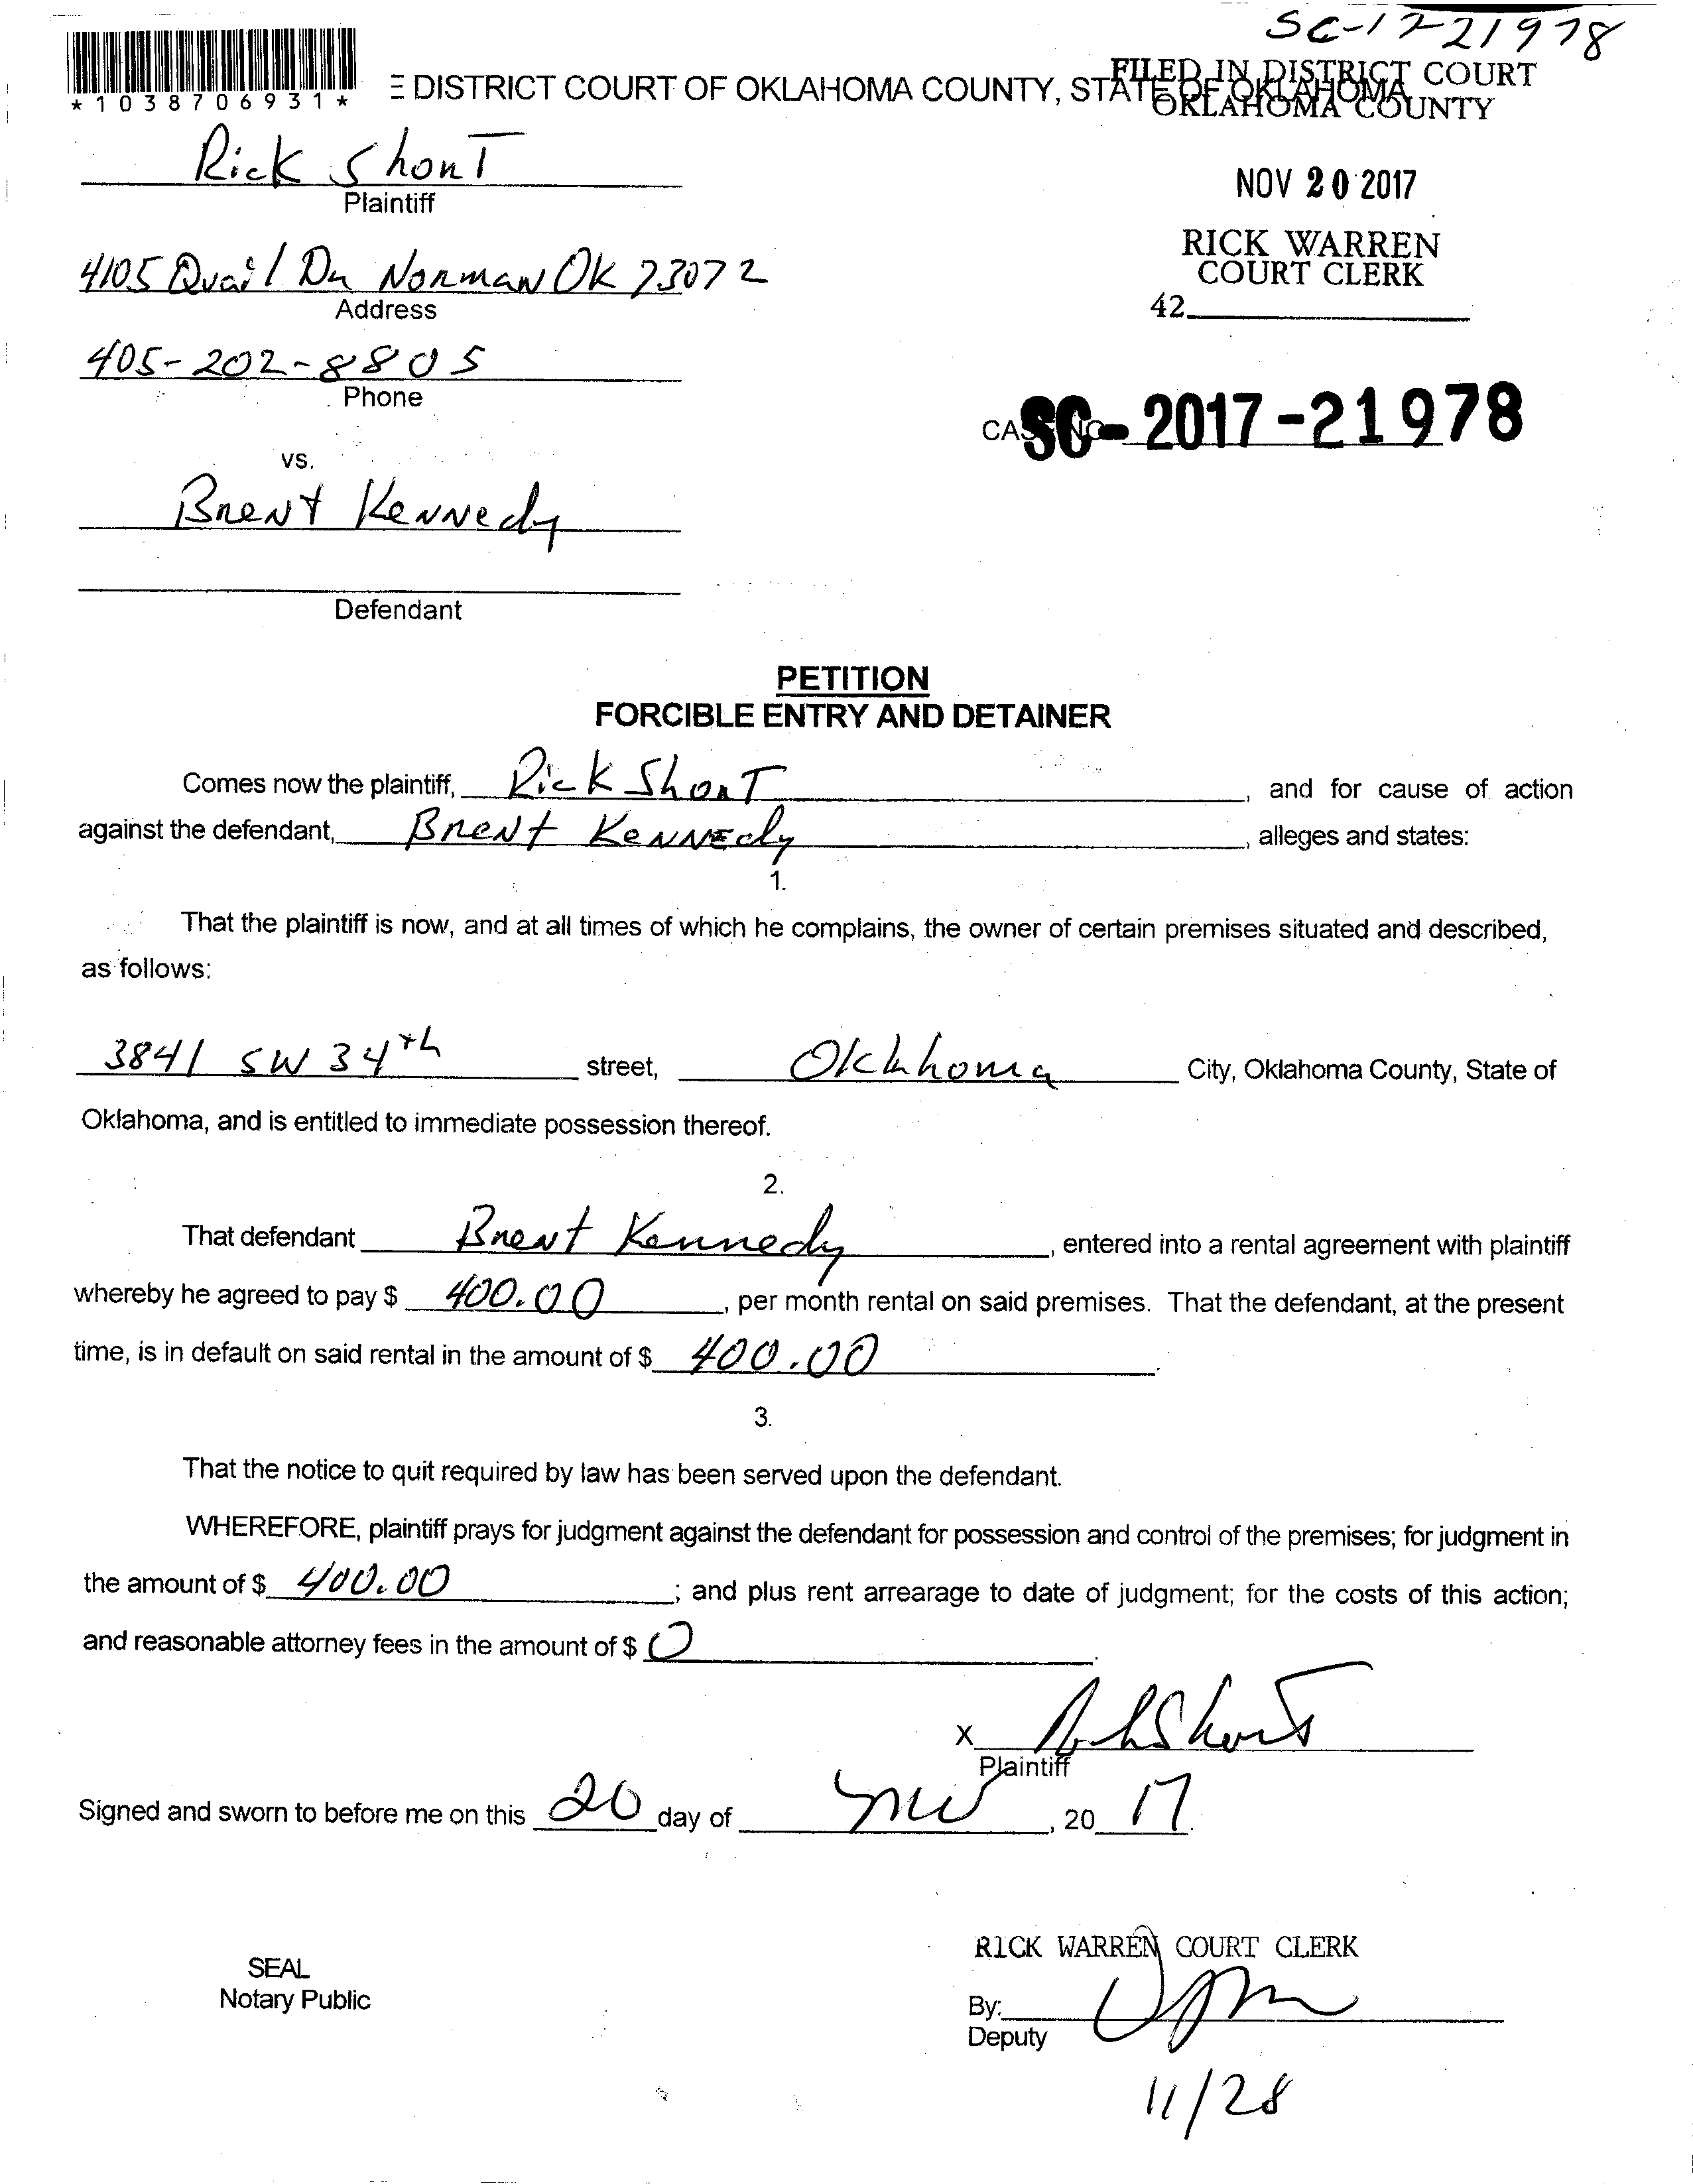 SC-17-21978
*1038706931*
E DISTRICT COURT OF OKLAHOMA COUNTY, STATE OF OKLAHOMA
FILED IN DISTRICT COURT
OKLAHOMA COUNTY
Rick Short
Plaintiff
NOV 20 2017
RICK WARREN
COURT CLERK
42
4105 Quail Dr Norman OK 73072
Address
405-202-8805
Phone
SC-2017-21978
vs.
Brent Kennedy
Defendant
PETITION
FORCIBLE ENTRY AND DETAINER
Comes now the plaintiff, Rick Short, and for cause of action
against the defendant, Brent Kennedy, alleges and states:
1.
That the plaintiff is now, and at all times of which he complains, the owner of certain premises situated and described,
as follows:
3841 SW 34th street, Oklahoma City, Oklahoma County, State of
Oklahoma, and is entitled to immediate possession thereof.
2.
That defendant Brent Kennedy, entered into a rental agreement with plaintiff
whereby he agreed to pay $ 400.00, per month rental on said premises. That the defendant, at the present
time, is in default on said rental in the amount of $ 400.00.
3.
That the notice to quit required by law has been served upon the defendant.
WHEREFORE, plaintiff prays for judgment against the defendant for possession and control of the premises; for judgment in
the amount of $ 400.00; and plus rent arrearage to date of judgment; for the costs of this action;
and reasonable attorney fees in the amount of $ 0.
X
Plaintiff
Signed and sworn to before me on this 20 day of Nov, 20 17.
RICK WARREN COURT CLERK
SEAL
Notary Public
By:
Deputy
11/28